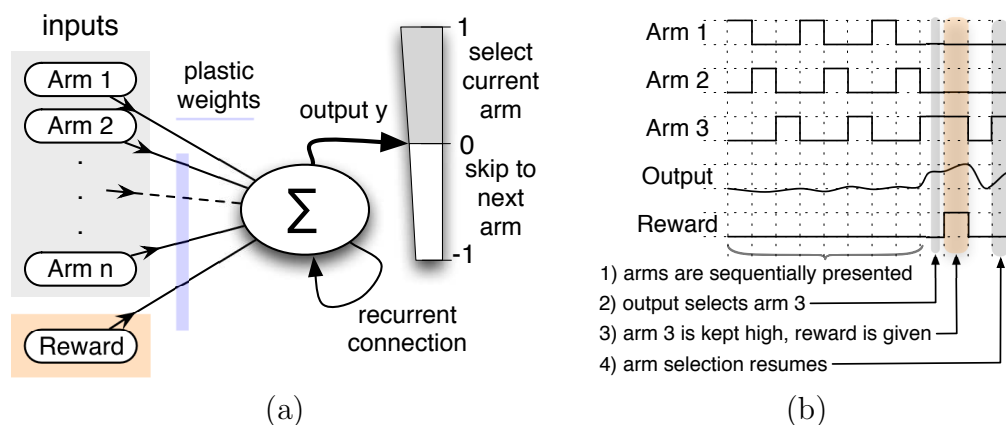 inputs
Arm 1
Arm 2
.
.
.
Arm n
Reward
plastic
weights
output y
Σ
recurrent
connection
1
select
current
arm
0
skip to
next
arm
-1
(a)
Arm 1
Arm 2
Arm 3
Output
Reward
1) arms are sequentially presented
2) output selects arm 3
3) arm 3 is kept high, reward is given
4) arm selection resumes
(b)